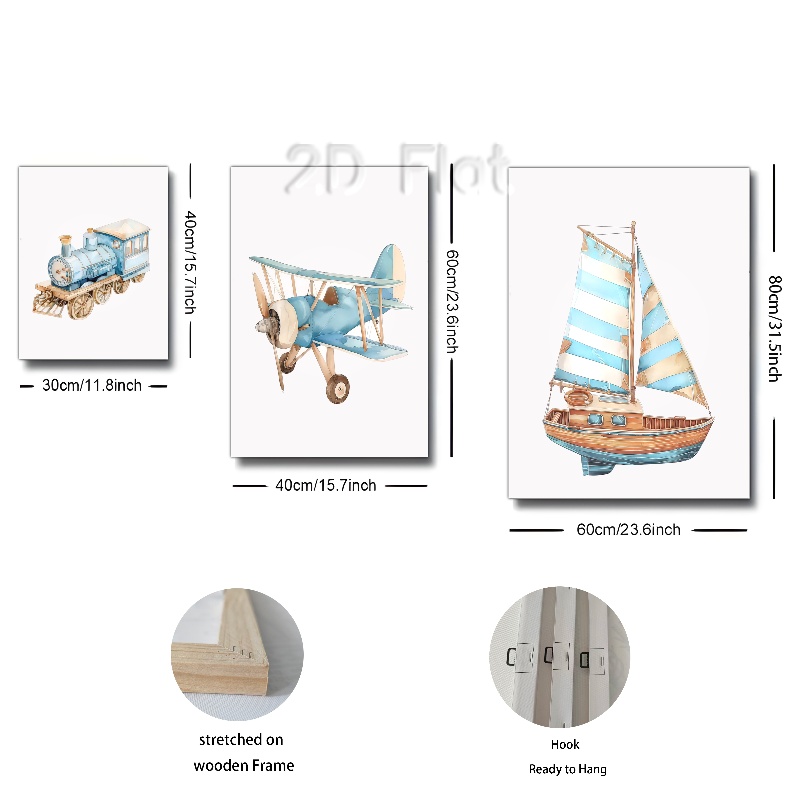 2D Flat
40cm/15.7inch
30cm/11.8inch
60cm/23.6inch
40cm/15.7inch
80cm/31.5inch
60cm/23.6inch
stretched on
wooden Frame
Hook
Ready to Hang